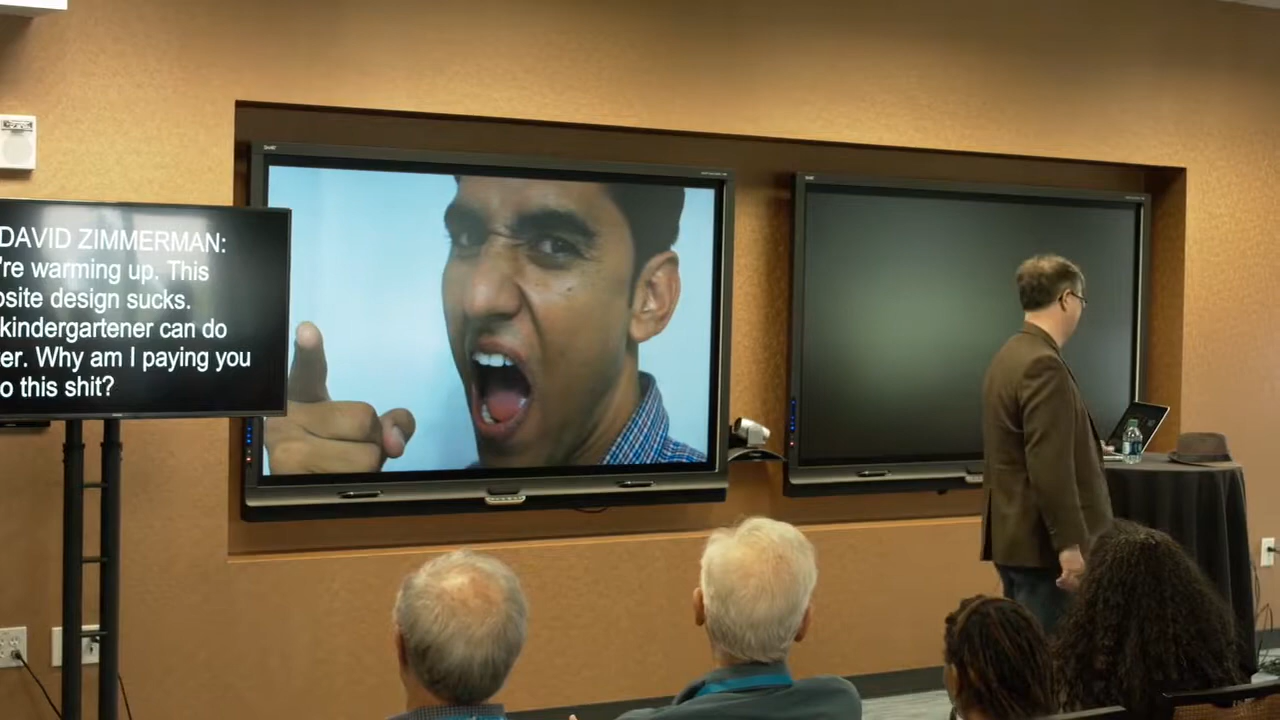 DAVID ZIMMERMAN:
're warming up. This
osite design sucks.
kindergartener can do
er. Why am I paying you
o this shit?